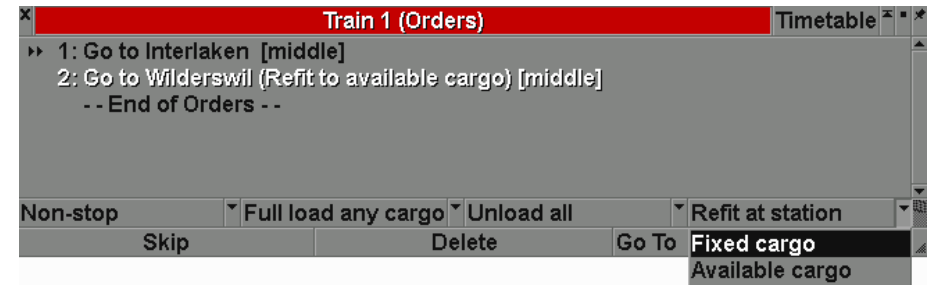 Train 1 (Orders) Timetable
1: Go to Interlaken [middle]
2: Go to Wilderswil (Refit to available cargo) [middle]
- - End of Orders - -
Non-stop Full load any cargo Unload all Refit at station
Skip Delete Go To Fixed cargo
Available cargo